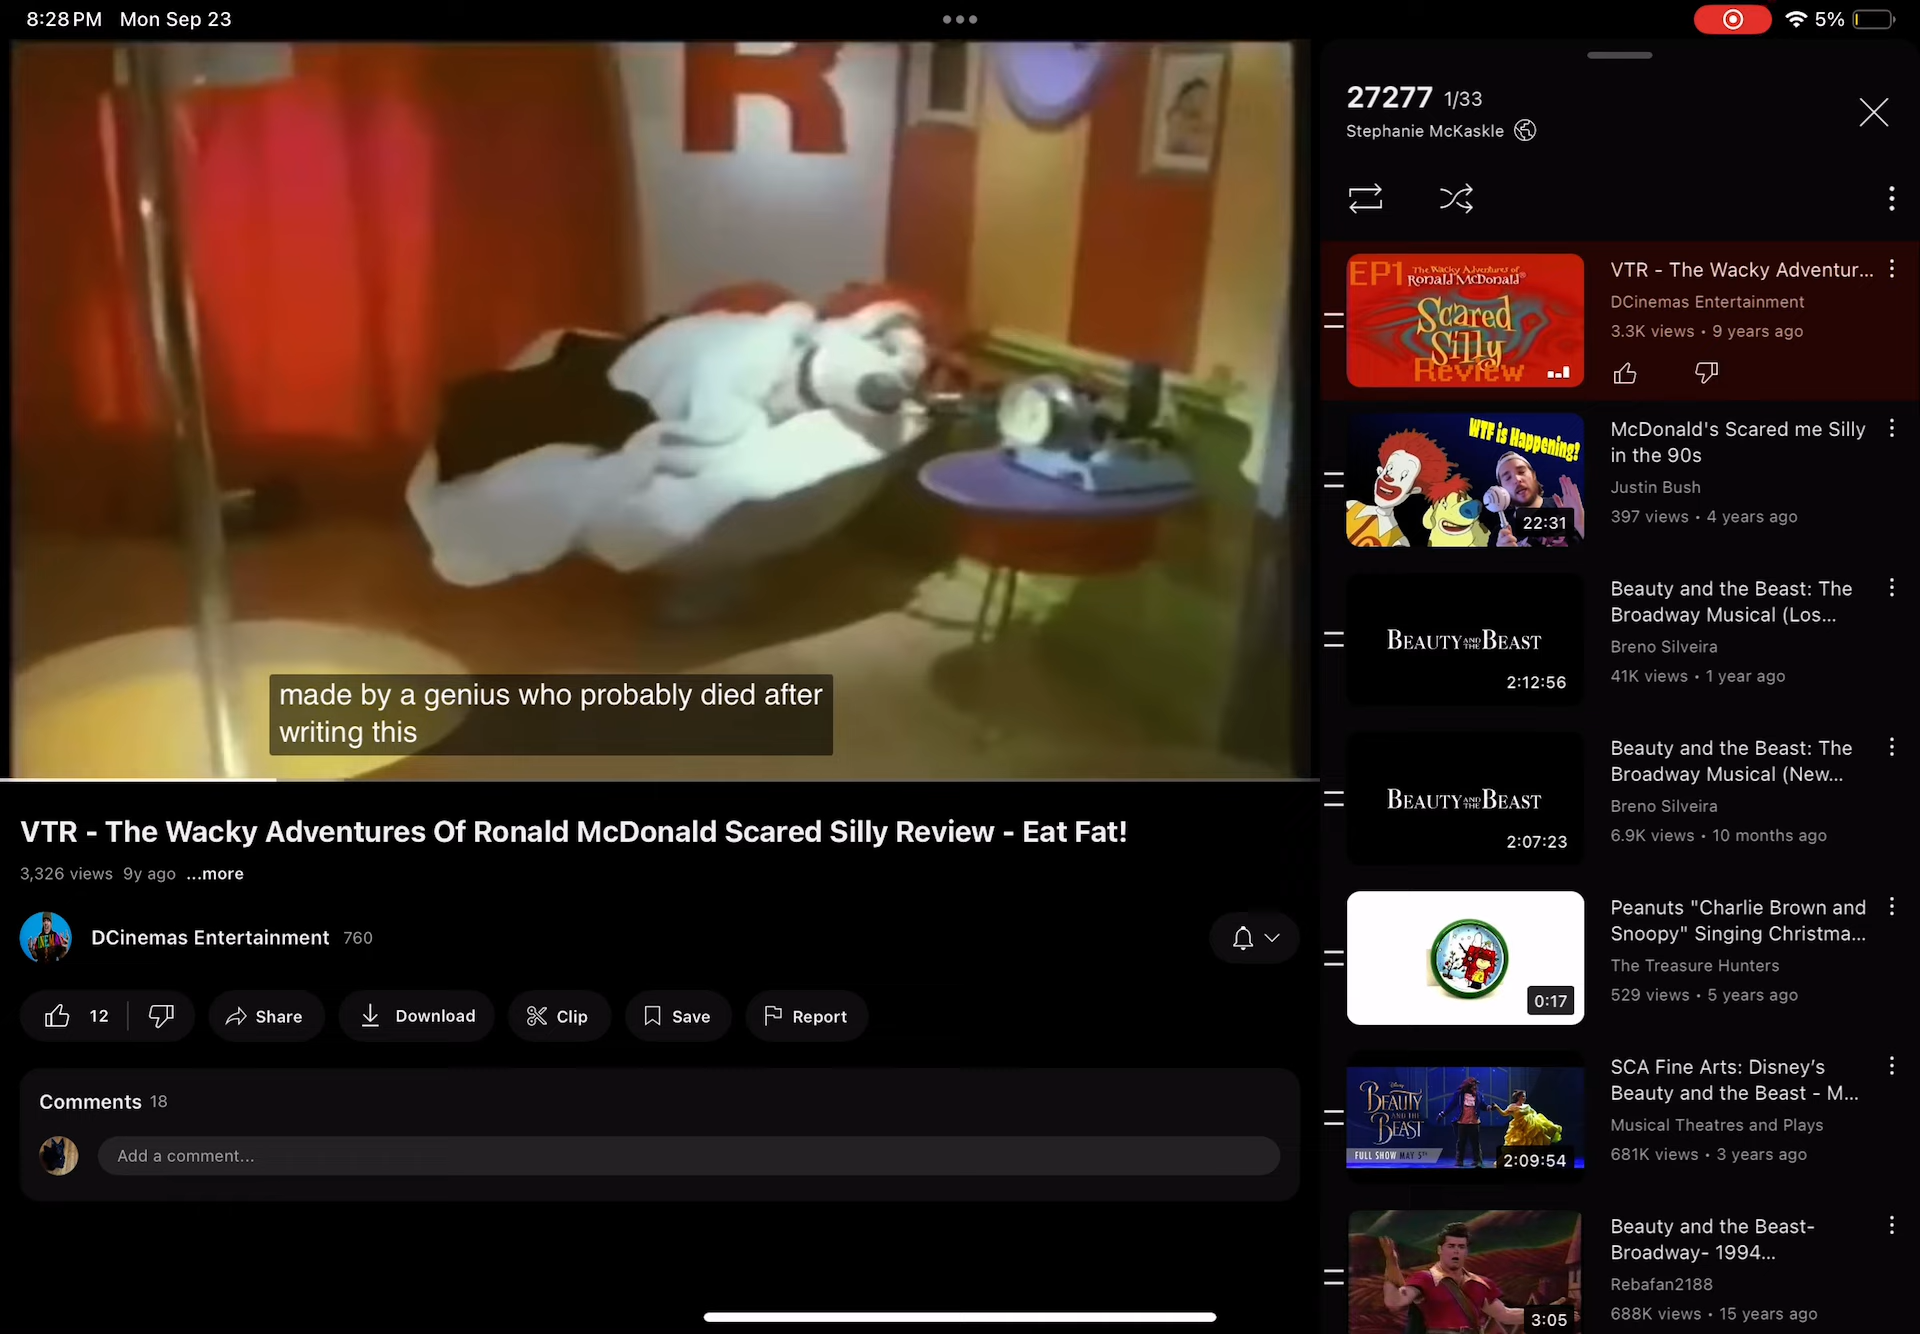 8:28 PM Mon Sep 23
5%
R
made by a genius who probably died after
writing this
VTR - The Wacky Adventures Of Ronald McDonald Scared Silly Review - Eat Fat!
3,326 views 9y ago ...more
DCinemas Entertainment 760
12
Share
Download
Clip
Save
Report
Comments 18
Add a comment...
27277 1/33
Stephanie McKaskle
EP1
The Wacky Adventures of
Ronald McDonald
Scared
Silly
Review
VTR - The Wacky Adventur...
DCinemas Entertainment
3.3K views • 9 years ago
WTF is Happening?
22:31
McDonald's Scared me Silly
in the 90s
Justin Bush
397 views • 4 years ago
BEAUTY AND THE BEAST
2:12:56
Beauty and the Beast: The
Broadway Musical (Los...
Breno Silveira
41K views • 1 year ago
BEAUTY AND THE BEAST
2:07:23
Beauty and the Beast: The
Broadway Musical (New...
Breno Silveira
6.9K views • 10 months ago
0:17
Peanuts "Charlie Brown and
Snoopy" Singing Christma...
The Treasure Hunters
529 views • 5 years ago
Disney
BEAUTY
AND THE
BEAST
FULL SHOW MAY 5TH
2:09:54
SCA Fine Arts: Disney’s
Beauty and the Beast - M...
Musical Theatres and Plays
681K views • 3 years ago
3:05
Beauty and the Beast-
Broadway- 1994...
Rebafan2188
688K views • 15 years ago